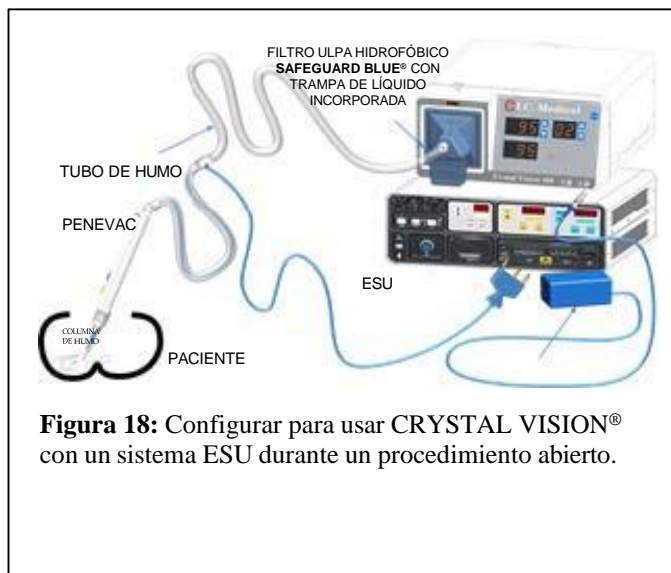 FILTRO ULPA HIDROFÓBICO
SAFEGUARD BLUE® CON
TRAMPA DE LÍQUIDO
INCORPORADA
TUBO DE HUMO
PENEVAC
ESU
COLUMNA
DE HUMO
PACIENTE
Figura 18: Configurar para usar CRYSTAL VISION®
con un sistema ESU durante un procedimiento abierto.